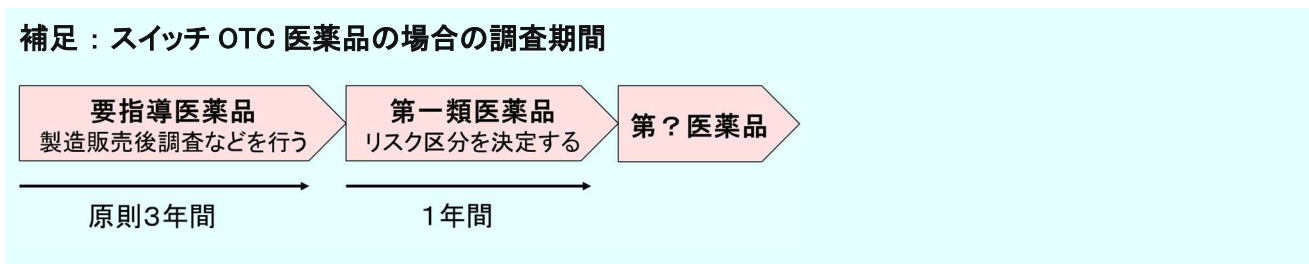 補足：スイッチ OTC 医薬品の場合の調査期間
要指導医薬品
製造販売後調査などを行う
第一類医薬品
リスク区分を決定する
第？医薬品
原則３年間
１年間